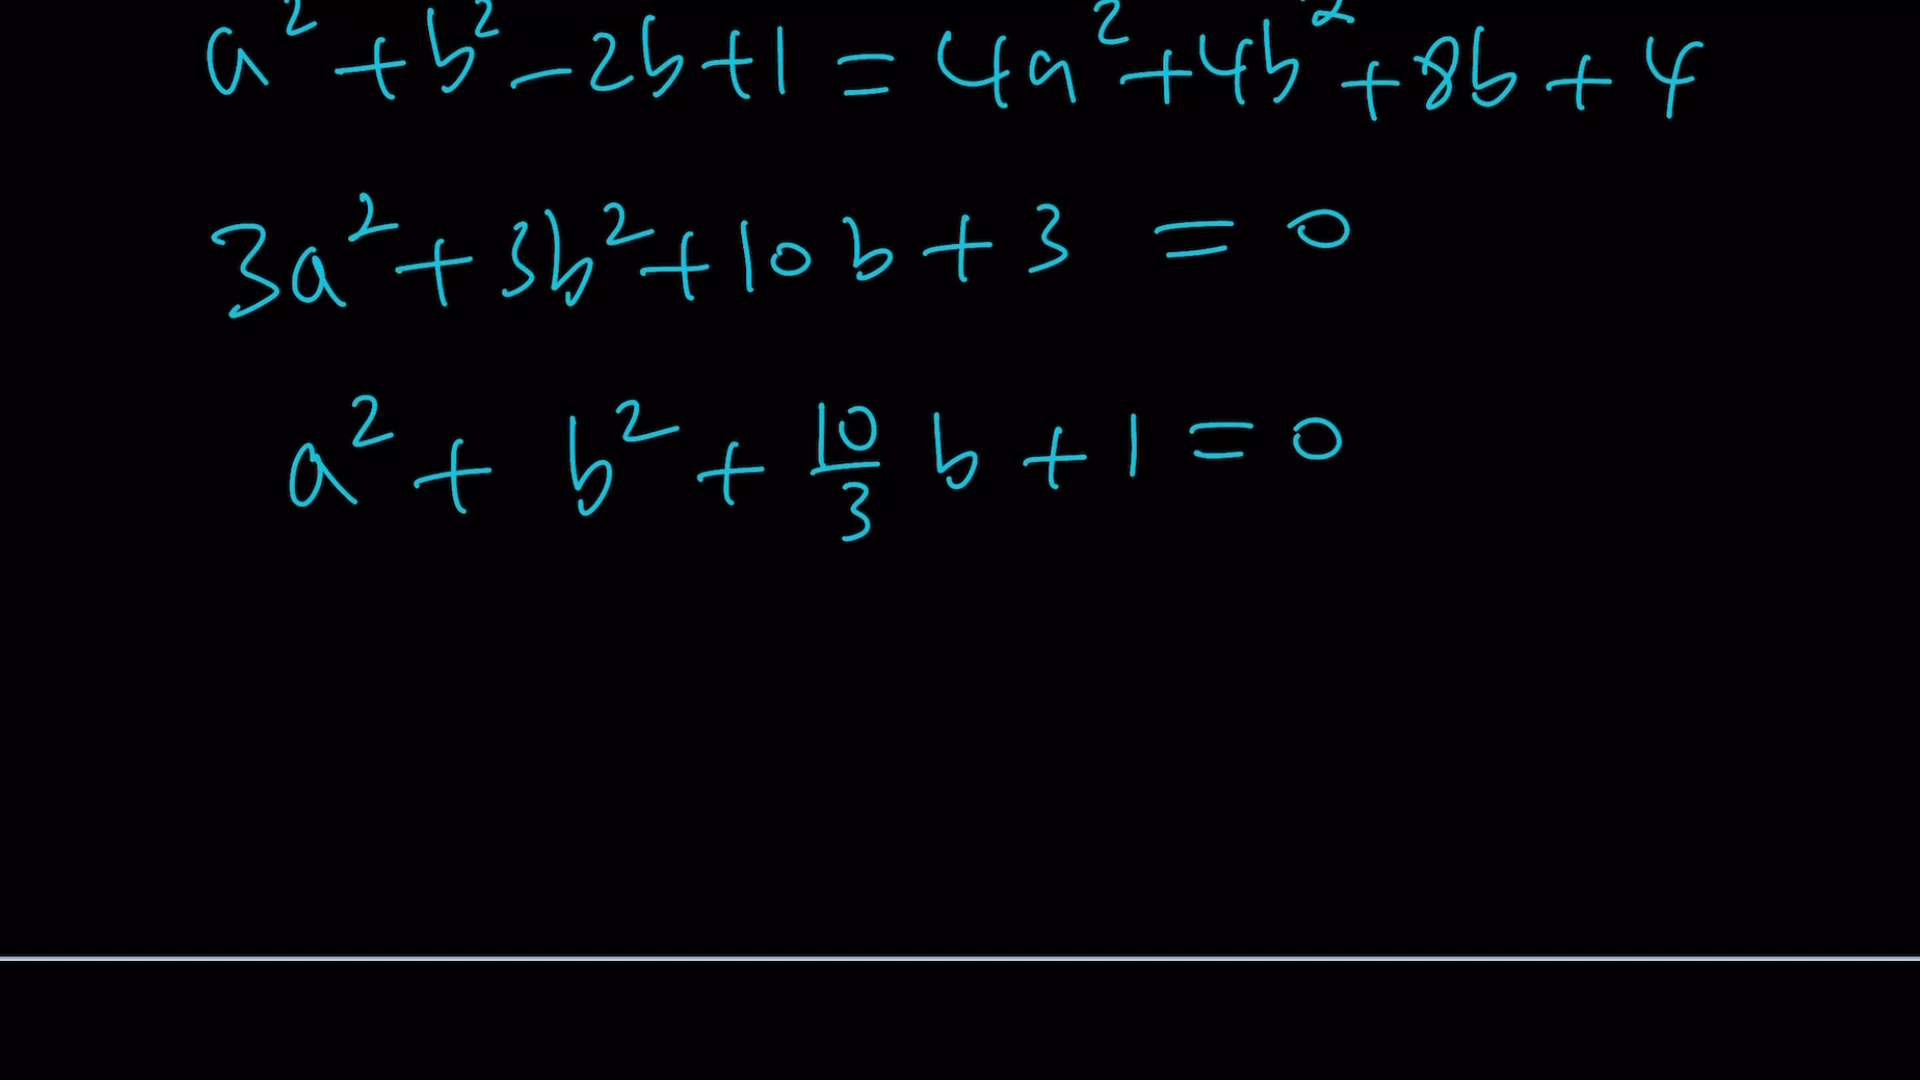 a² + b² - 2b + 1 = 4a² + 4b² + 8b + 4
3a² + 3b² + 10b + 3 = 0
a² + b² + 10/3 b + 1 = 0